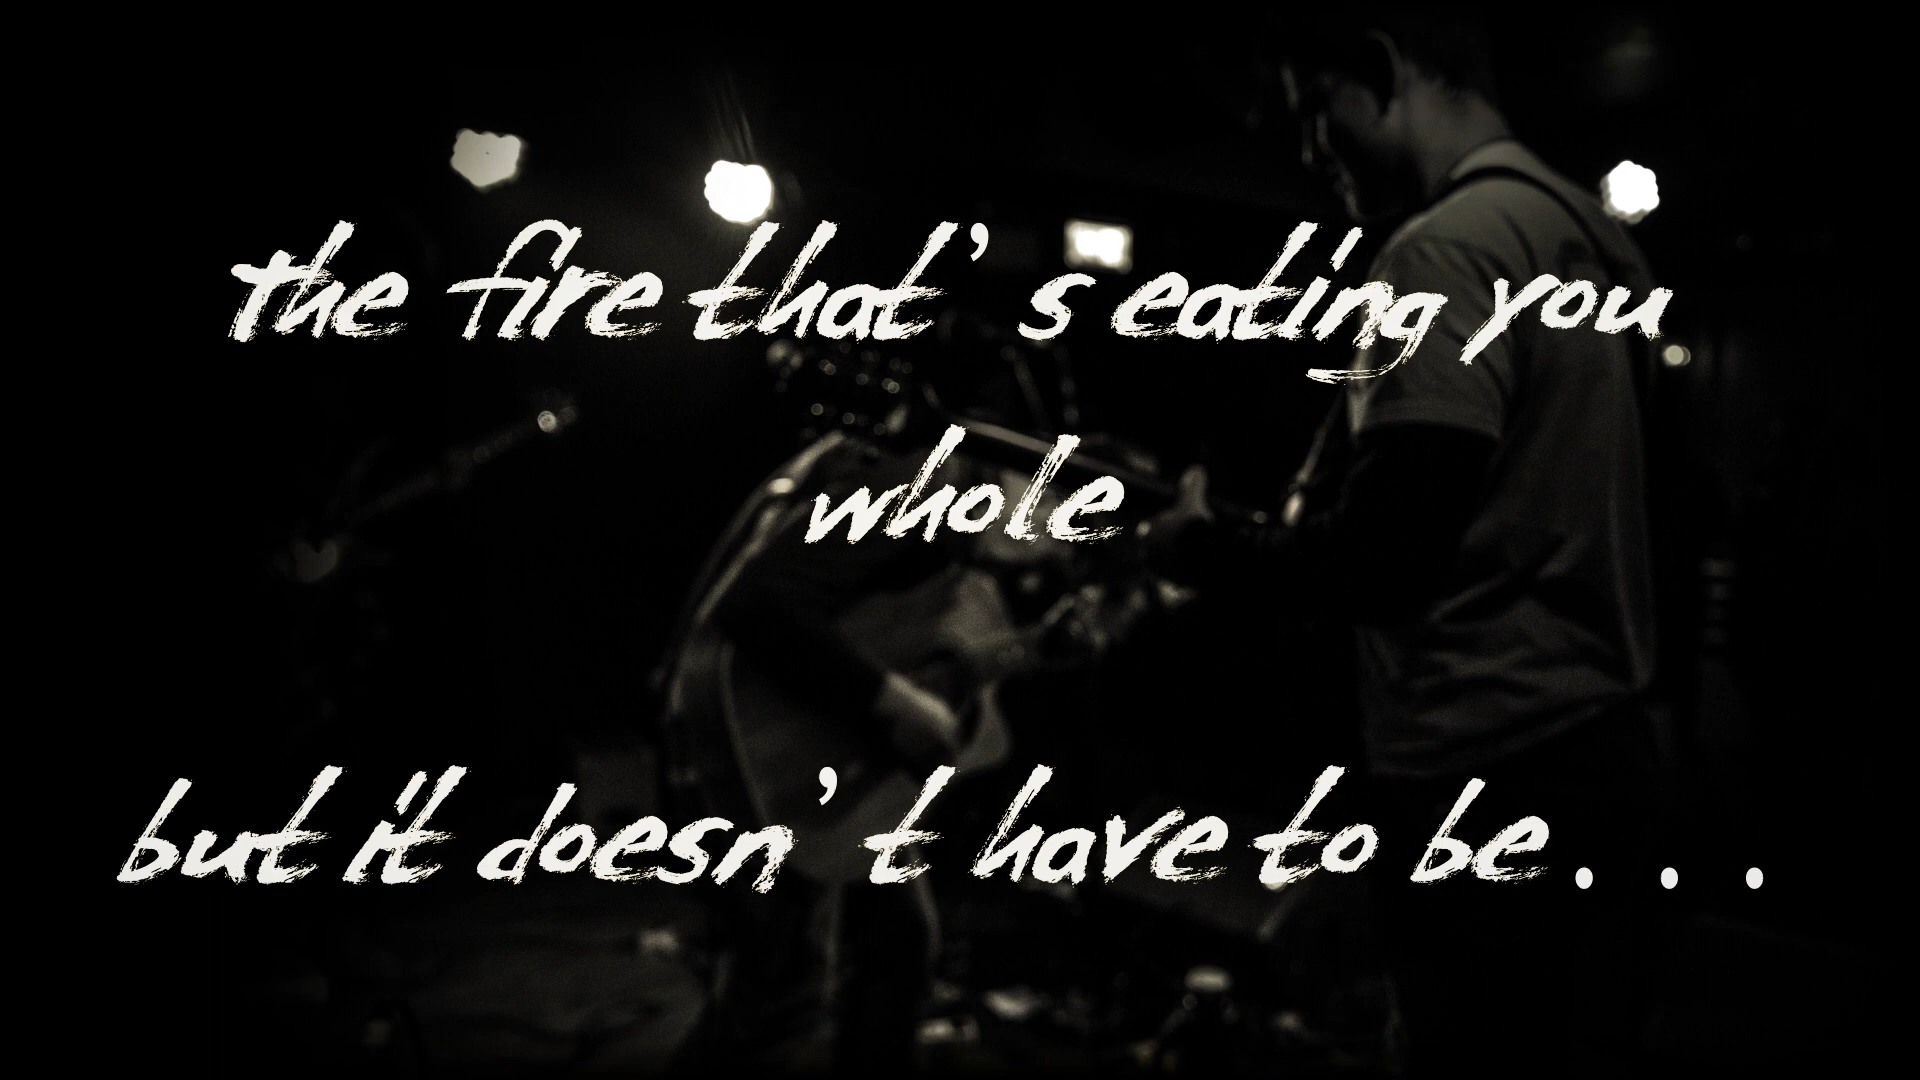 the fire that's eating you
whole
but it doesn't have to be...